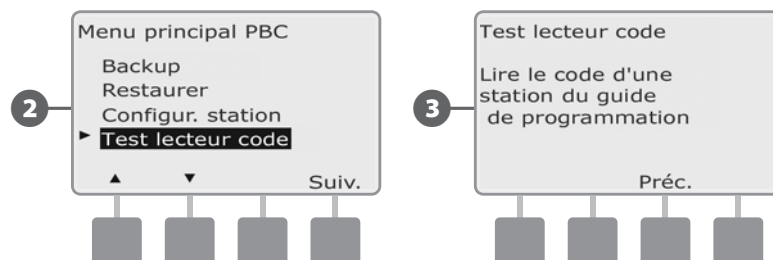 2
Menu principal PBC
Backup
Restaurer
Configur. station
► Test lecteur code
▲ ▼ Suiv.
3
Test lecteur code
Lire le code d'une
station du guide
de programmation
Préc.